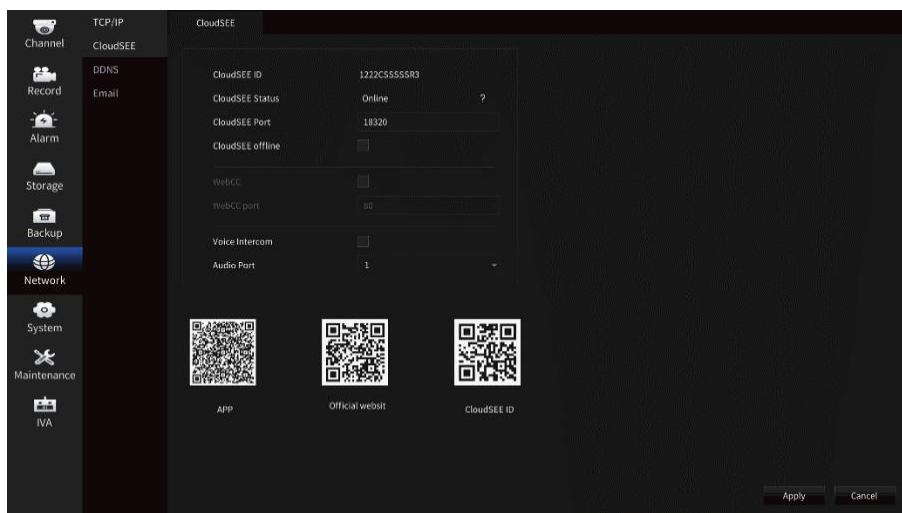 Channel
Record
Alarm
Storage
Backup
Network
System
Maintenance
IVA
TCP/IP
CloudSEE
DDNS
Email
CloudSEE
CloudSEE ID 1222CSSSSSR3
CloudSEE Status Online ?
CloudSEE Port 18320
CloudSEE offline
WebCC
WebCC port 80
Voice Intercom
Audio Port 1
APP
Official websit
CloudSEE ID
Apply Cancel